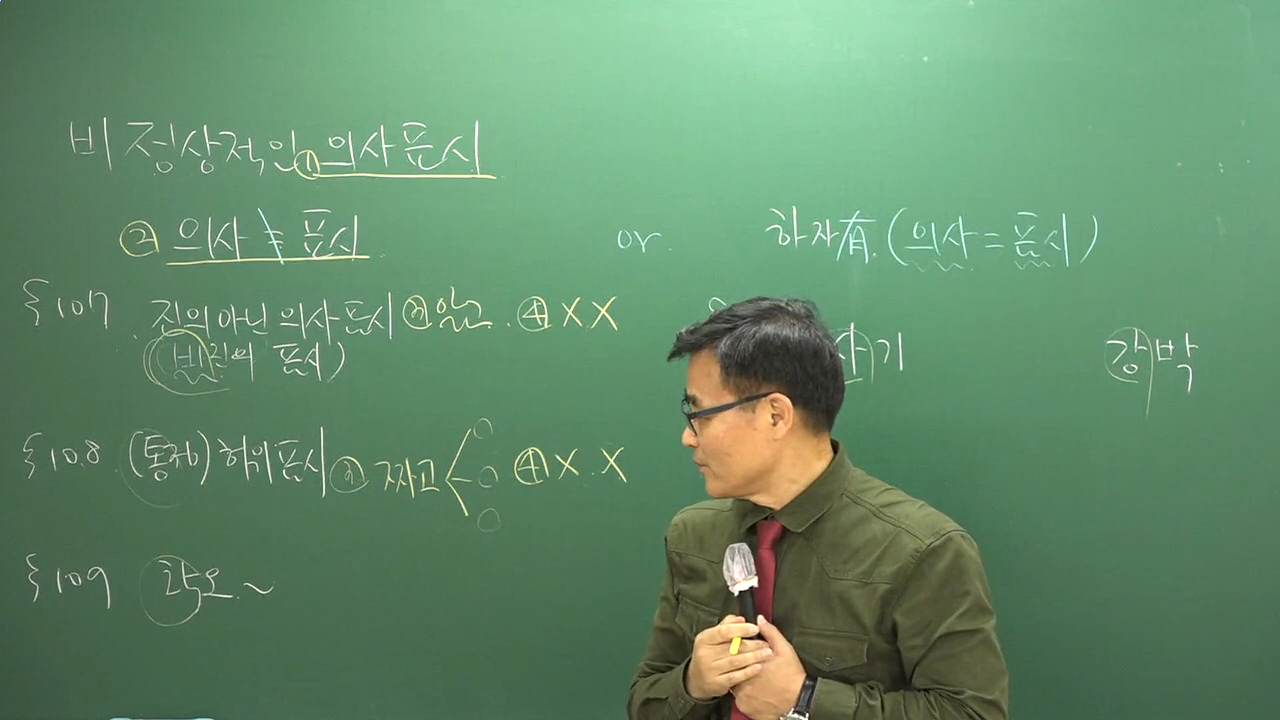 비정상적인 ①의사표시
② 의사 ≠ 표시 or 하자有 (의사=표시)
§107 진의 아닌 의사표시 ③알고. ④XX
(비진의 표시)
사기 강박
§108 (통정)허위표시 ③ 짜고 ④X.X
§109 착오~